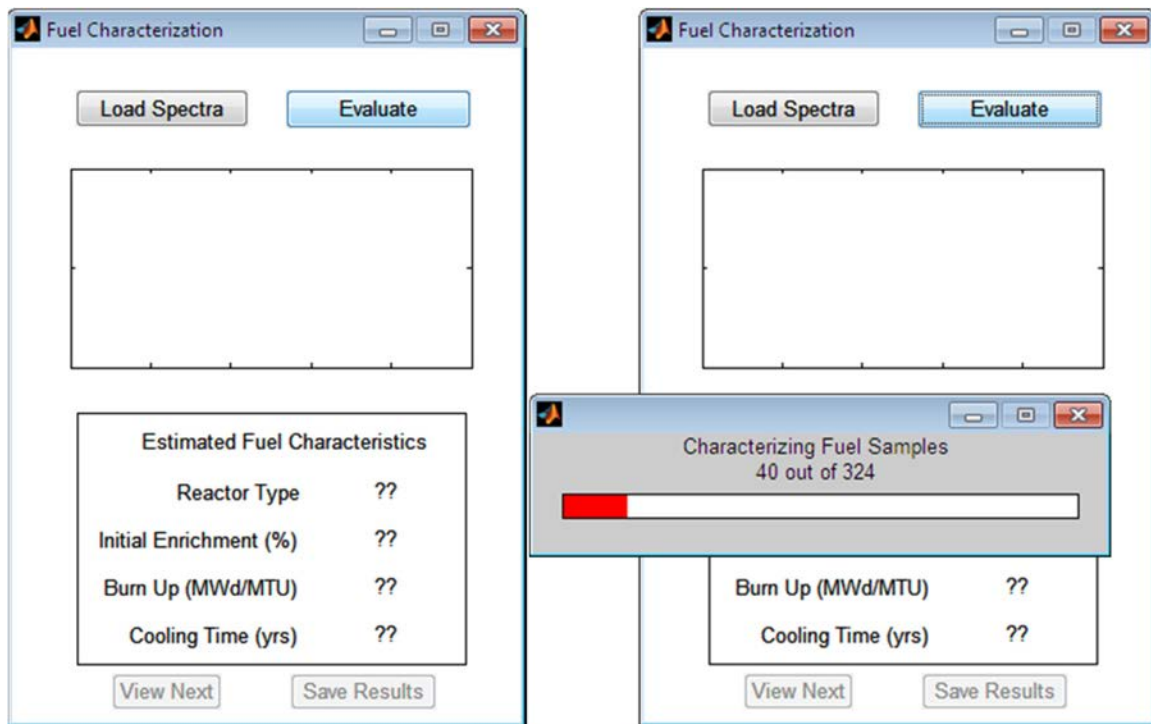 Fuel Characterization
Load Spectra Evaluate
Estimated Fuel Characteristics
Reactor Type ??
Initial Enrichment (%) ??
Burn Up (MWd/MTU) ??
Cooling Time (yrs) ??
View Next Save Results
Fuel Characterization
Load Spectra Evaluate
Characterizing Fuel Samples
40 out of 324
Burn Up (MWd/MTU) ??
Cooling Time (yrs) ??
View Next Save Results